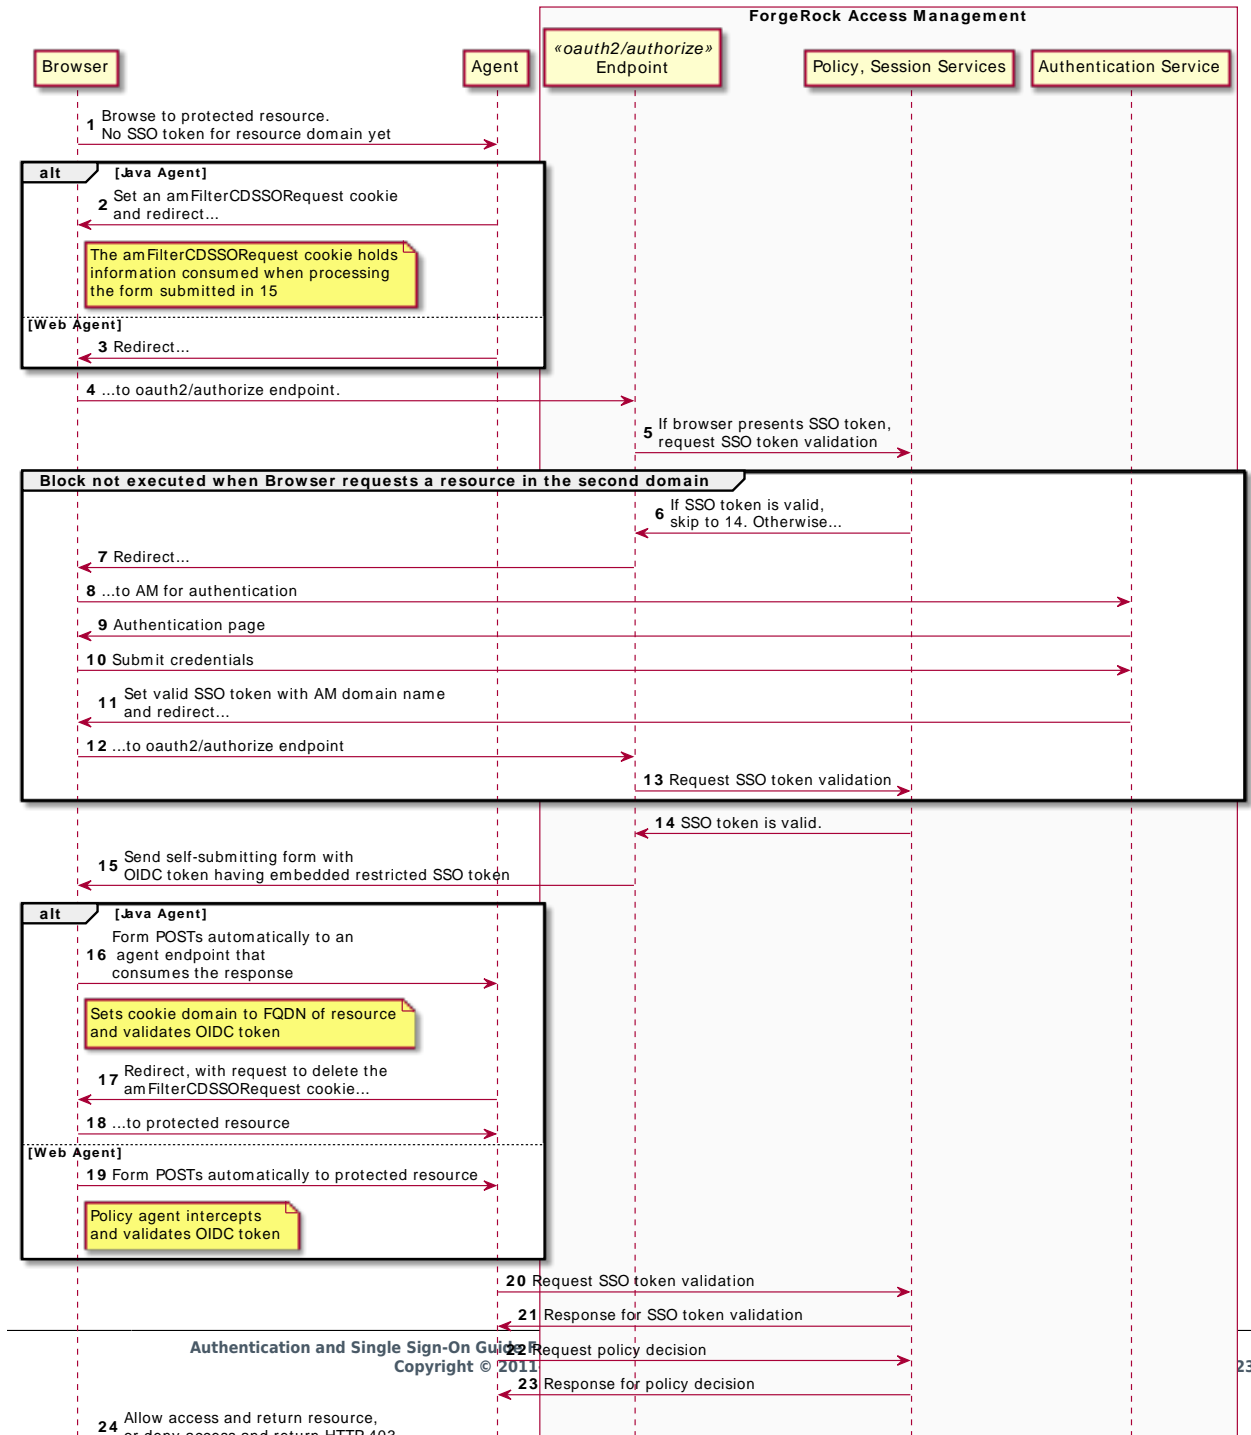 ForgeRock Access Management
Browser
Agent
«oauth2/authorize»
Endpoint
Policy, Session Services
Authentication Service
1 Browse to protected resource.
No SSO token for resource domain yet
alt [Java Agent]
2 Set an amFilterCDSSORequest cookie
and redirect...
The amFilterCDSSORequest cookie holds
information consumed when processing
the form submitted in 15
[Web Agent]
3 Redirect...
4 ...to oauth2/authorize endpoint.
5 If browser presents SSO token,
request SSO token validation
Block not executed when Browser requests a resource in the second domain
6 If SSO token is valid,
skip to 14. Otherwise...
7 Redirect...
8 ...to AM for authentication
9 Authentication page
10 Submit credentials
11 Set valid SSO token with AM domain name
and redirect...
12 ...to oauth2/authorize endpoint
13 Request SSO token validation
14 SSO token is valid.
15 Send self-submitting form with
OIDC token having embedded restricted SSO token
alt [Java Agent]
16 Form POSTs automatically to an
agent endpoint that
consumes the response
Sets cookie domain to FQDN of resource
and validates OIDC token
17 Redirect, with request to delete the
amFilterCDSSORequest cookie...
18 ...to protected resource
[Web Agent]
19 Form POSTs automatically to protected resource
Policy agent intercepts
and validates OIDC token
20 Request SSO token validation
21 Response for SSO token validation
Authentication and Single Sign-On Guide F
22 Request policy decision
Copyright © 2011
23
23 Response for policy decision
24 Allow access and return resource,
or deny access and return HTTP 403